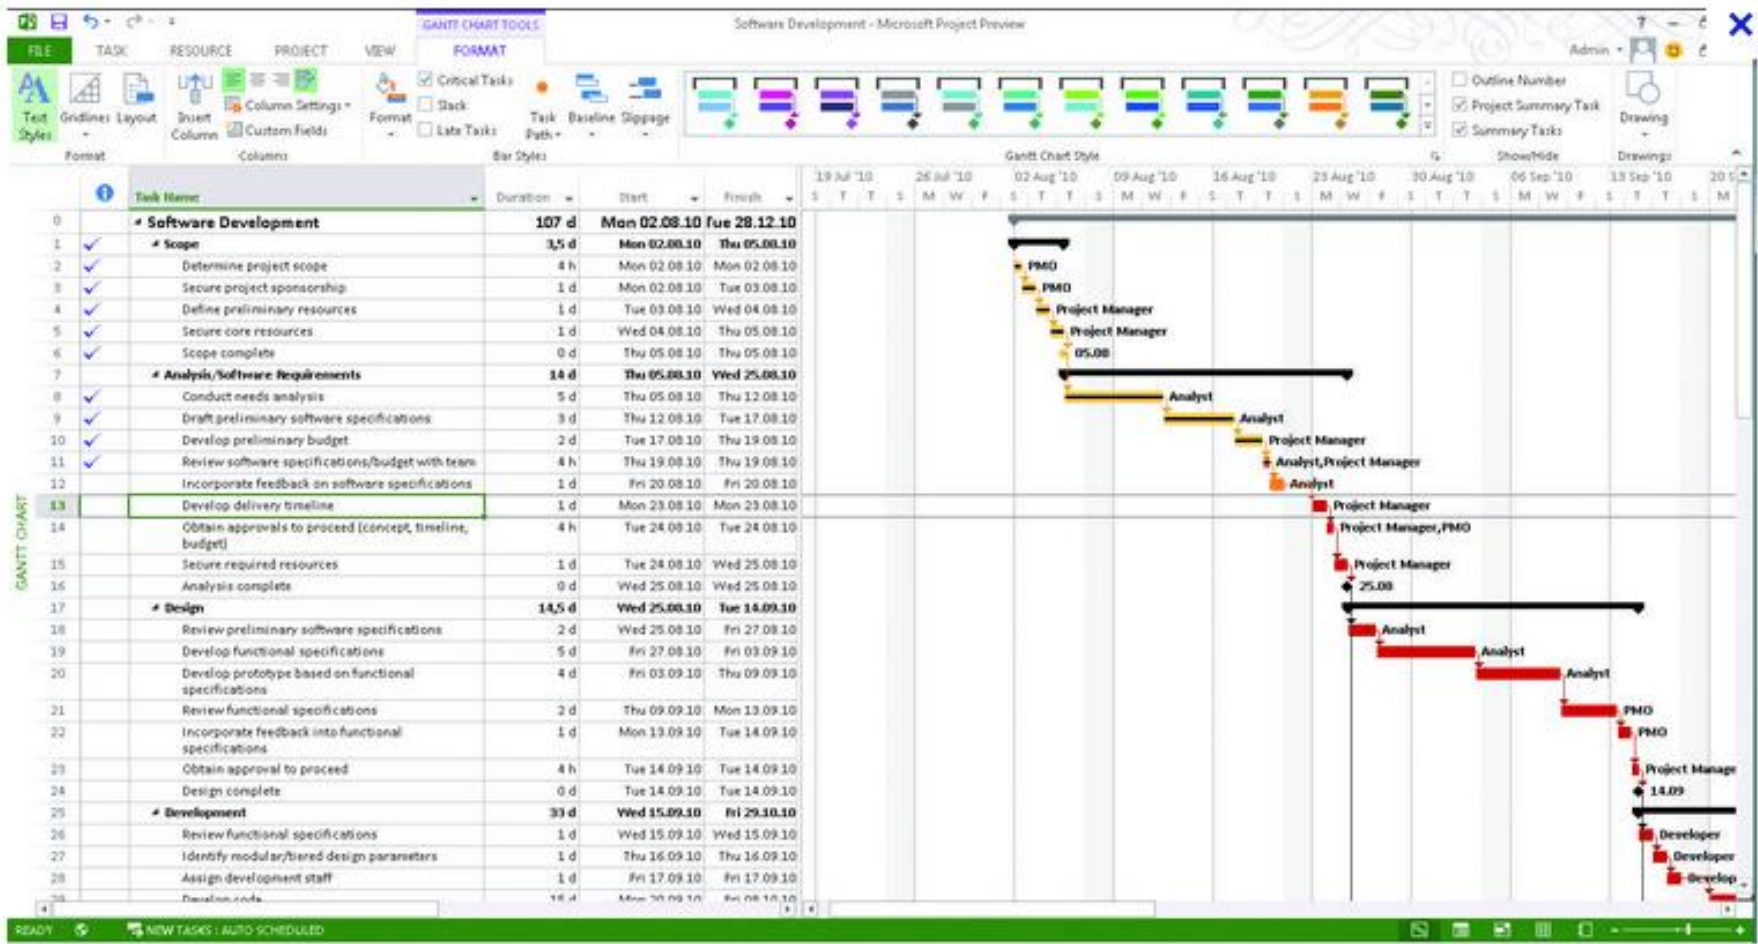 GANTT CHART TOOLS
Software Development - Microsoft Project Preview
?
FILE TASK RESOURCE PROJECT VIEW FORMAT
Admin
Text Styles
Gridlines
Layout
Insert Column
Column Settings
Custom Fields
Format
Critical Tasks
Slack
Late Tasks
Task Path
Baseline
Slippage
Outline Number
Project Summary Task
Summary Tasks
Drawing
Format
Columns
Bar Styles
Gantt Chart Style
Show/Hide
Drawings
19 Jul '10 26 Jul '10 02 Aug '10 09 Aug '10 16 Aug '10 23 Aug '10 30 Aug '10 06 Sep '10 13 Sep '10 20 S
Task Name Duration Start Finish S T T S M W F S T T S M W F S T T S M W F S T T S M
0 Software Development 107 d Mon 02.08.10 Tue 28.12.10
1 Scope 3,5 d Mon 02.08.10 Thu 05.08.10
2 Determine project scope 4 h Mon 02.08.10 Mon 02.08.10 PMO
3 Secure project sponsorship 1 d Mon 02.08.10 Tue 03.08.10 PMO
4 Define preliminary resources 1 d Tue 03.08.10 Wed 04.08.10 Project Manager
5 Secure core resources 1 d Wed 04.08.10 Thu 05.08.10 Project Manager
6 Scope complete 0 d Thu 05.08.10 Thu 05.08.10 05.08
7 Analysis/Software Requirements 14 d Thu 05.08.10 Wed 25.08.10
8 Conduct needs analysis 5 d Thu 05.08.10 Thu 12.08.10 Analyst
9 Draft preliminary software specifications 3 d Thu 12.08.10 Tue 17.08.10 Analyst
10 Develop preliminary budget 2 d Tue 17.08.10 Thu 19.08.10 Project Manager
11 Review software specifications/budget with team 4 h Thu 19.08.10 Thu 19.08.10 Analyst,Project Manager
12 Incorporate feedback on software specifications 1 d Fri 20.08.10 Fri 20.08.10 Analyst
13 Develop delivery timeline 1 d Mon 23.08.10 Mon 23.08.10 Project Manager
14 Obtain approvals to proceed (concept, timeline, 4 h Tue 24.08.10 Tue 24.08.10 Project Manager,PMO
budget)
15 Secure required resources 1 d Tue 24.08.10 Wed 25.08.10 Project Manager
16 Analysis complete 0 d Wed 25.08.10 Wed 25.08.10 25.08
17 Design 14,5 d Wed 25.08.10 Tue 14.09.10
18 Review preliminary software specifications 2 d Wed 25.08.10 Fri 27.08.10 Analyst
19 Develop functional specifications 5 d Fri 27.08.10 Fri 03.09.10 Analyst
20 Develop prototype based on functional 4 d Fri 03.09.10 Thu 09.09.10 Analyst
specifications
21 Review functional specifications 2 d Thu 09.09.10 Mon 13.09.10 PMO
22 Incorporate feedback into functional 1 d Mon 13.09.10 Tue 14.09.10 PMO
specifications
23 Obtain approval to proceed 4 h Tue 14.09.10 Tue 14.09.10 Project Manage
24 Design complete 0 d Tue 14.09.10 Tue 14.09.10 14.09
25 Development 33 d Wed 15.09.10 Fri 29.10.10
26 Review functional specifications 1 d Wed 15.09.10 Wed 15.09.10 Developer
27 Identify modular/tiered design parameters 1 d Thu 16.09.10 Thu 16.09.10 Developer
28 Assign development staff 1 d Fri 17.09.10 Fri 17.09.10 Develop
29 Develop code 15 d Mon 20.09.10 Fri 08.10.10
GANTT CHART
READY NEW TASKS : AUTO SCHEDULED